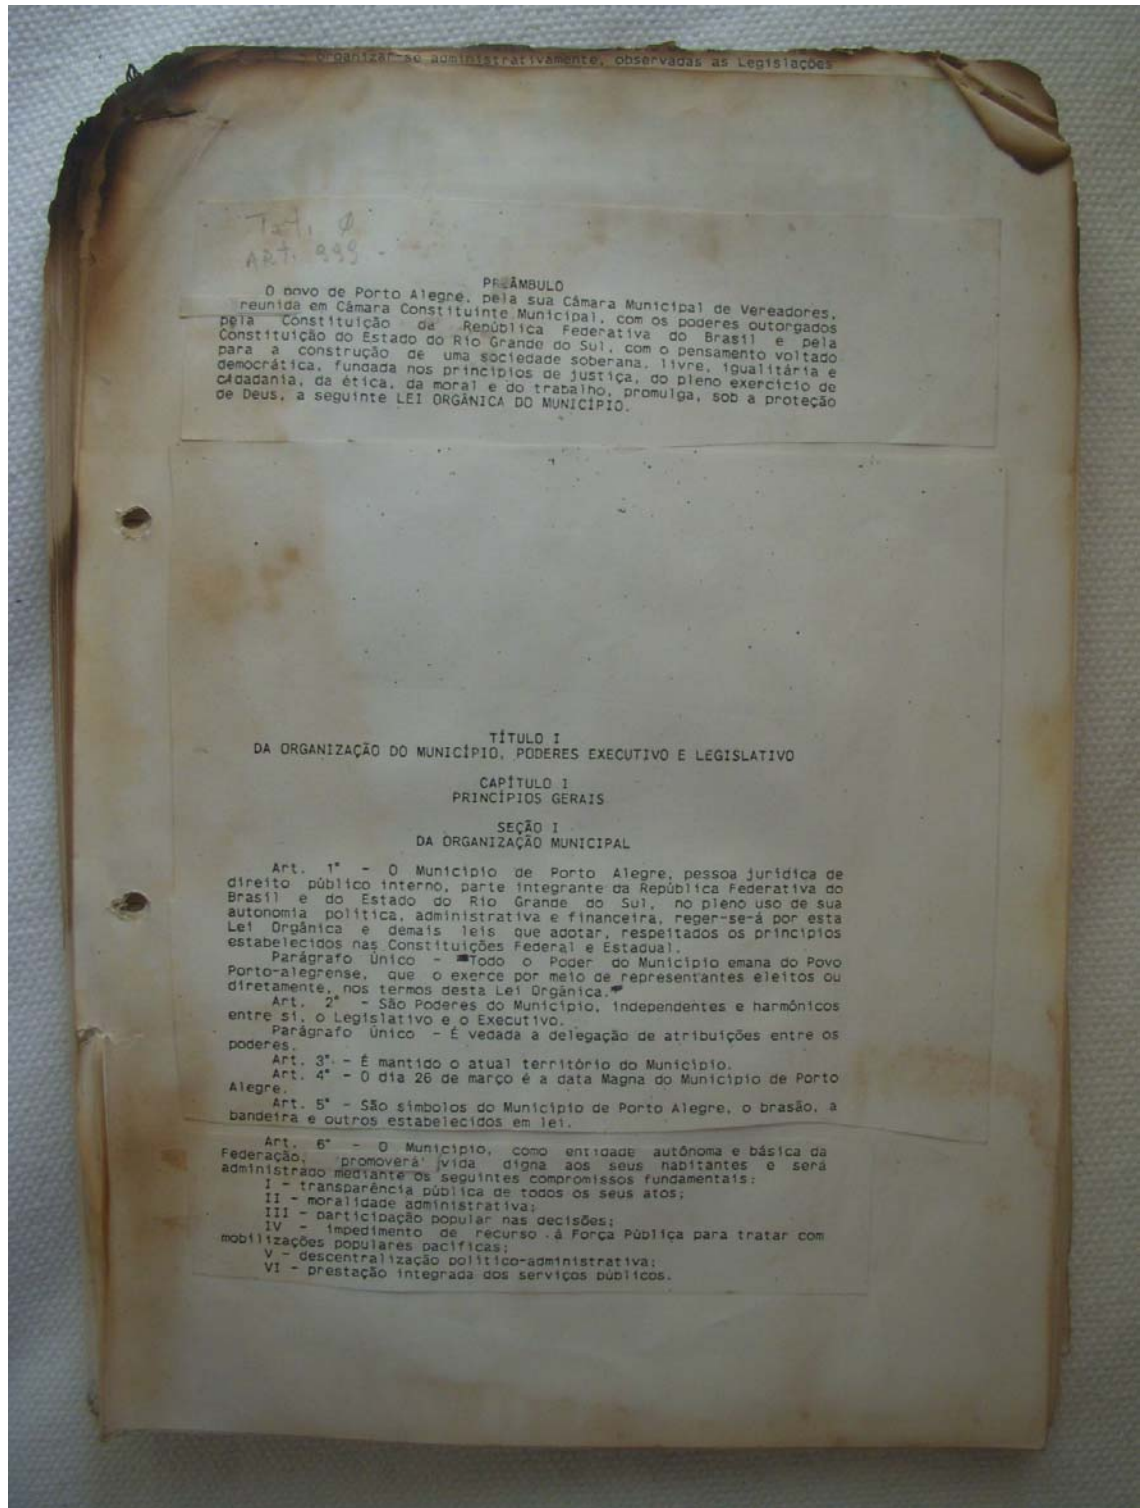 organizar-se administrativamente, observadas as Legislações
Tít. Ø
ART. 999 -
PREÂMBULO
O povo de Porto Alegre, pela sua Câmara Municipal de Vereadores,
reunida em Câmara Constituinte Municipal, com os poderes outorgados
pela Constituição da República Federativa do Brasil e pela
Constituição do Estado do Rio Grande do Sul, com o pensamento voltado
para a construção de uma sociedade soberana, livre, igualitária e
democrática, fundada nos princípios de justiça, do pleno exercício de
cidadania, da ética, da moral e do trabalho, promulga, sob a proteção
de Deus, a seguinte LEI ORGÂNICA DO MUNICÍPIO.
TÍTULO I
DA ORGANIZAÇÃO DO MUNICÍPIO, PODERES EXECUTIVO E LEGISLATIVO
CAPÍTULO I
PRINCÍPIOS GERAIS
SEÇÃO I
DA ORGANIZAÇÃO MUNICIPAL
Art. 1° - O Município de Porto Alegre, pessoa jurídica de
direito público interno, parte integrante da República Federativa do
Brasil e do Estado do Rio Grande do Sul, no pleno uso de sua
autonomia política, administrativa e financeira, reger-se-á por esta
Lei Orgânica e demais leis que adotar, respeitados os princípios
estabelecidos nas Constituições Federal e Estadual.
Parágrafo Único - Todo o Poder do Município emana do Povo
Porto-alegrense, que o exerce por meio de representantes eleitos ou
diretamente, nos termos desta Lei Orgânica.
Art. 2° - São Poderes do Município, independentes e harmônicos
entre si, o Legislativo e o Executivo.
Parágrafo Único - É vedada a delegação de atribuições entre os
poderes.
Art. 3° - É mantido o atual território do Município.
Art. 4° - O dia 26 de março é a data Magna do Município de Porto
Alegre.
Art. 5° - São símbolos do Município de Porto Alegre, o brasão, a
bandeira e outros estabelecidos em lei.
Art. 6° - O Município, como entidade autônoma e básica da
Federação, promoverá vida digna aos seus habitantes e será
administrado mediante os seguintes compromissos fundamentais:
I - transparência pública de todos os seus atos;
II - moralidade administrativa;
III - participação popular nas decisões;
IV - impedimento de recurso á Força Pública para tratar com
mobilizações populares pacíficas;
V - descentralização político-administrativa;
VI - prestação integrada dos serviços públicos.